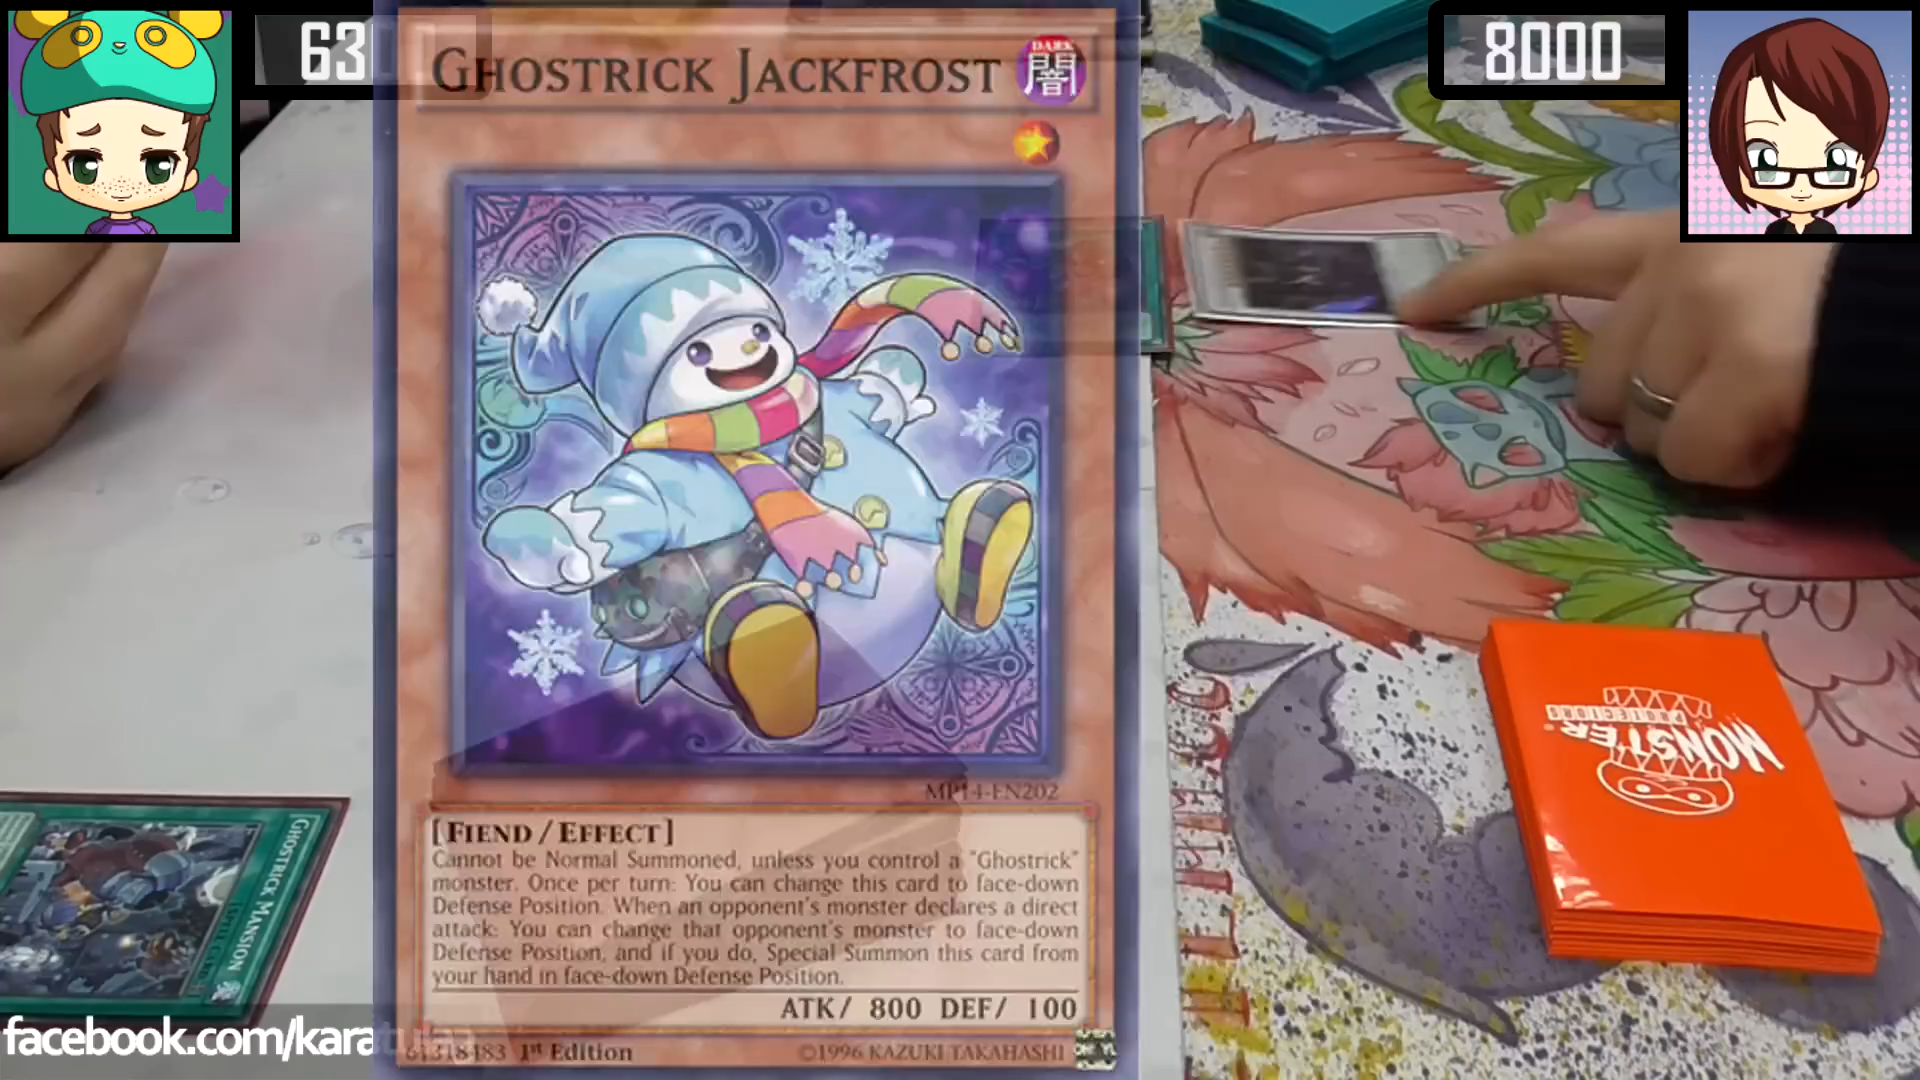 630
8000
GHOSTRICK JACKFROST
DARK
闇
MP14-EN202
[FIEND/EFFECT]
Cannot be Normal Summoned, unless you control a "Ghostrick"
monster. Once per turn: You can change this card to face-down
Defense Position. When an opponent's monster declares a direct
attack: You can change that opponent's monster to face-down
Defense Position, and if you do, Special Summon this card from
your hand in face-down Defense Position.
ATK/ 800 DEF/ 100
1st Edition
©1996 KAZUKI TAKAHASHI
GHOSTRICK MANSION
MONSTER
PROTECTORS
facebook.com/kara